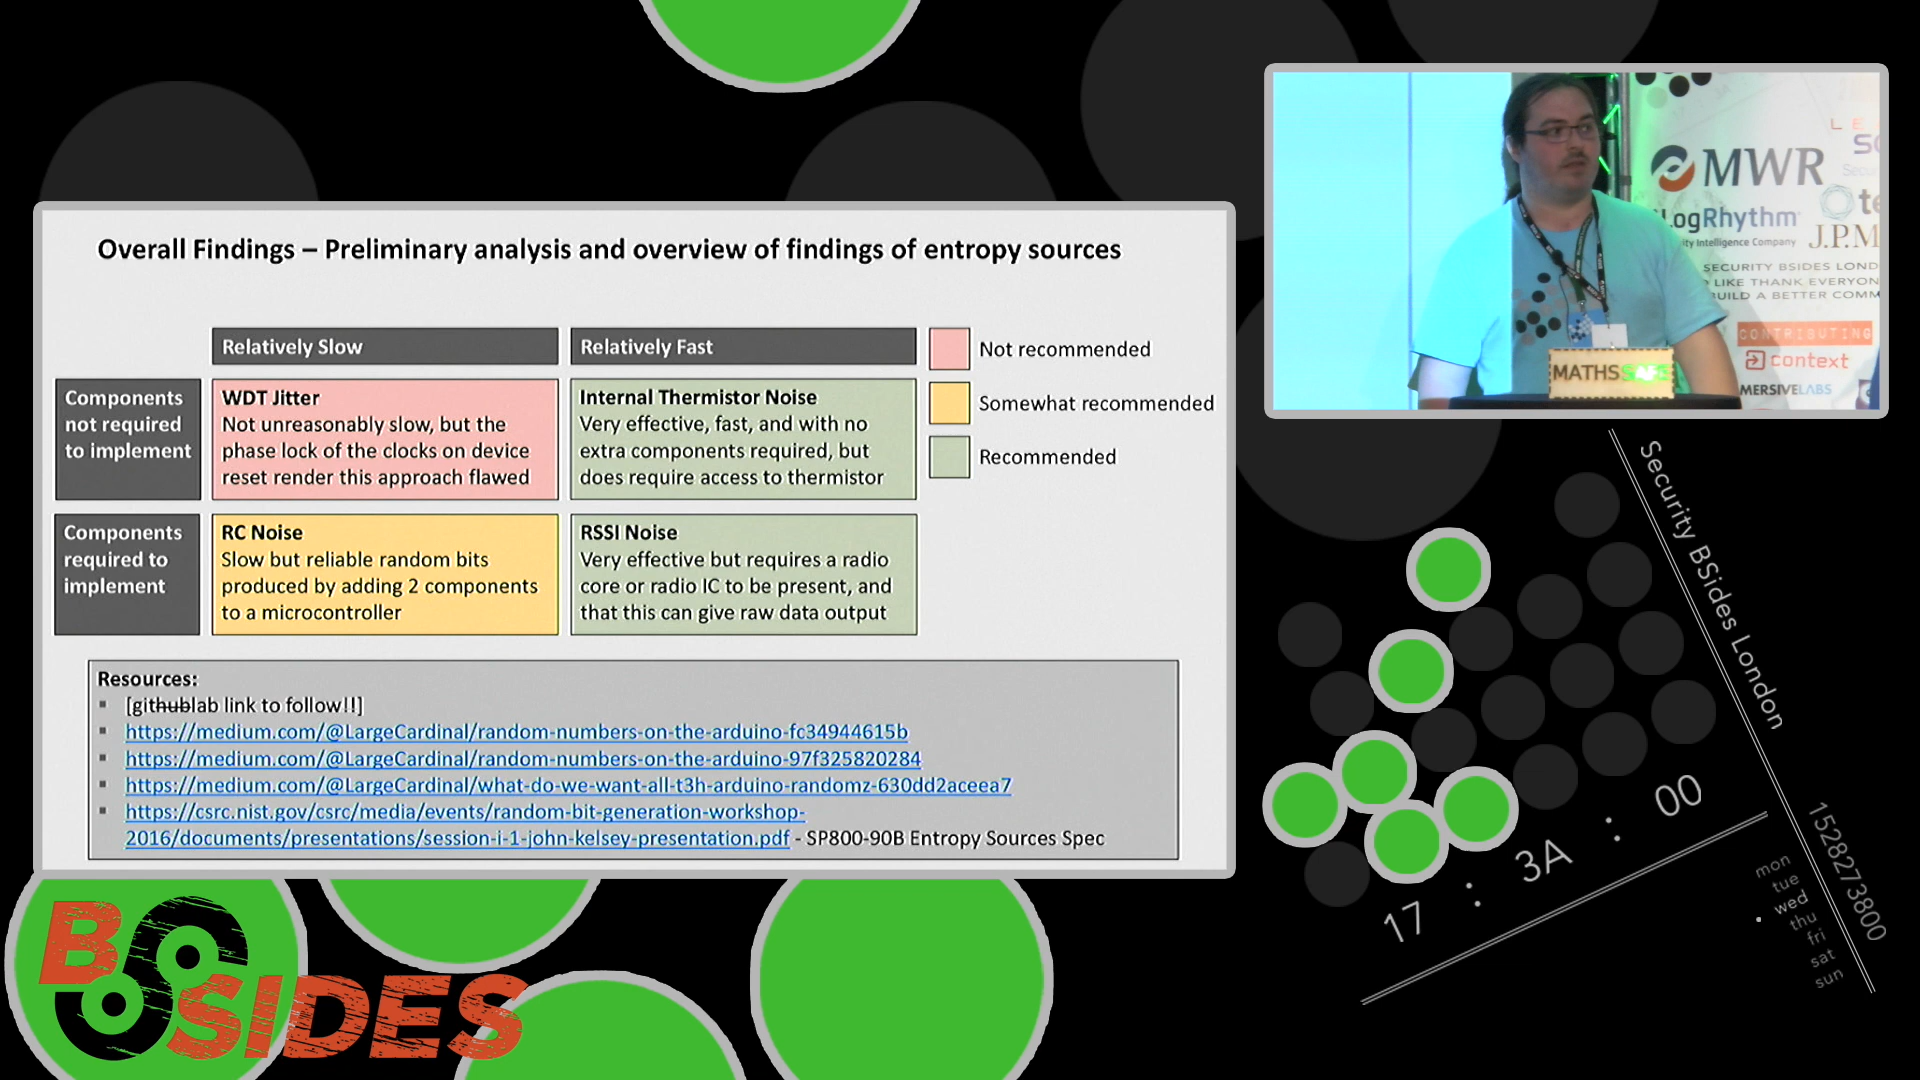 Overall Findings – Preliminary analysis and overview of findings of entropy sources
Relatively Slow
Relatively Fast
Not recommended
Somewhat recommended
Recommended
Components
not required
to implement
WDT Jitter
Not unreasonably slow, but the
phase lock of the clocks on device
reset render this approach flawed
Internal Thermistor Noise
Very effective, fast, and with no
extra components required, but
does require access to thermistor
Components
required to
implement
RC Noise
Slow but reliable random bits
produced by adding 2 components
to a microcontroller
RSSI Noise
Very effective but requires a radio
core or radio IC to be present, and
that this can give raw data output
Resources:
[githublab link to follow!!]
https://medium.com/@LargeCardinal/random-numbers-on-the-arduino-fc34944615b
https://medium.com/@LargeCardinal/random-numbers-on-the-arduino-97f325820284
https://medium.com/@LargeCardinal/what-do-we-want-all-t3h-arduino-randomz-630dd2aceea7
https://csrc.nist.gov/csrc/media/events/random-bit-generation-workshop-
2016/documents/presentations/session-i-1-john-kelsey-presentation.pdf - SP800-90B Entropy Sources Spec
MWR
LogRhythm
ity Intelligence Company
J.P.M
SECURITY BSIDES LOND
LIKE THANK EVERYON
UILD A BETTER COMM
CONTRIBUTING
context
MERSIVELABS
MATHS SAFE
Security BSides London
17 : 3A : 00
1528273800
mon
tue
wed
thu
fri
sat
sun
BSIDES